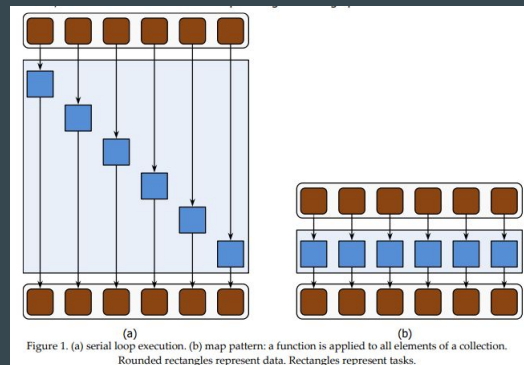 (a)
(b)
Figure 1. (a) serial loop execution. (b) map pattern: a function is applied to all elements of a collection.
Rounded rectangles represent data. Rectangles represent tasks.